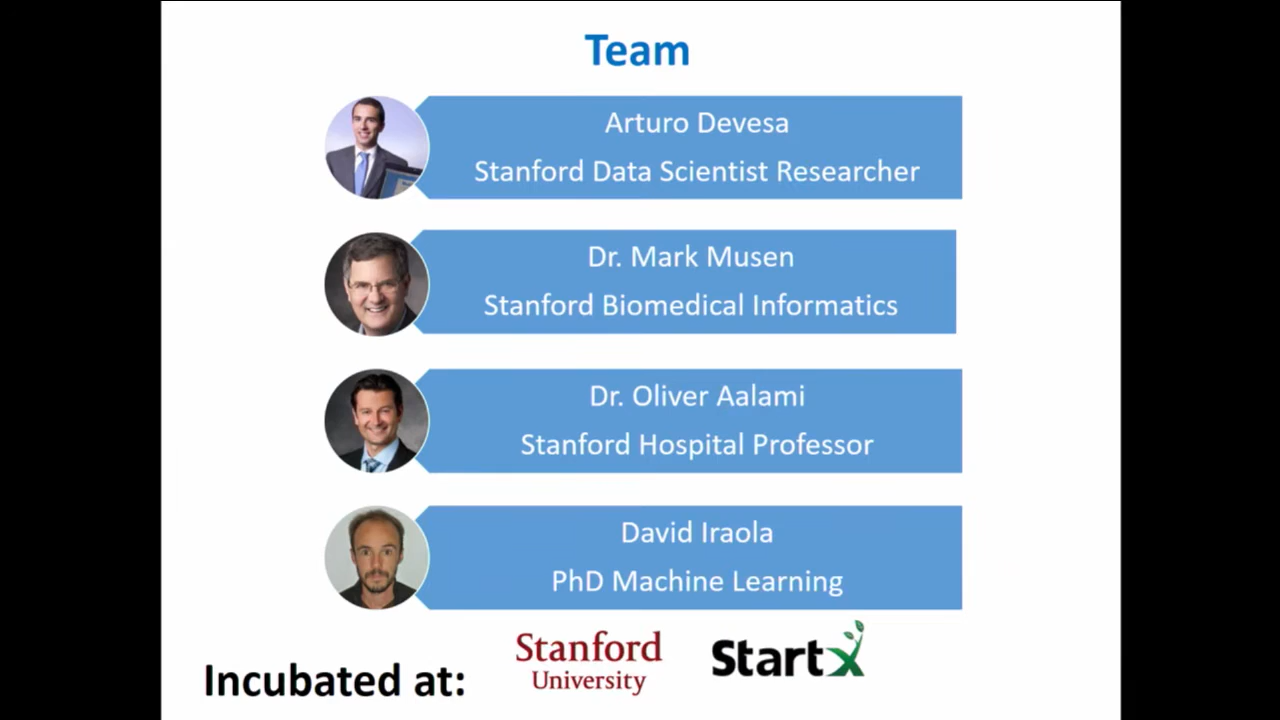 Team
Arturo Devesa
Stanford Data Scientist Researcher
Dr. Mark Musen
Stanford Biomedical Informatics
Dr. Oliver Aalami
Stanford Hospital Professor
David Iraola
PhD Machine Learning
Incubated at:
Stanford
University
StartX